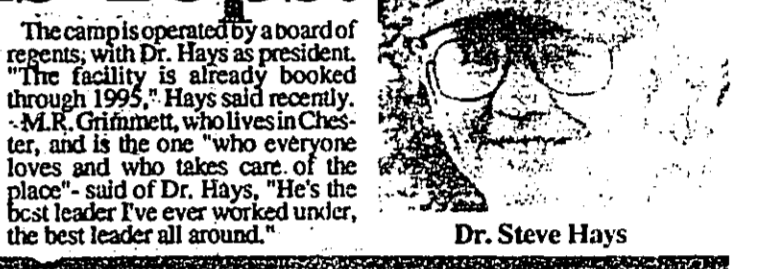 The camp is operated by a board of
regents, with Dr. Hays as president.
"The facility is already booked
through 1995," Hays said recently.
- M.R. Grimmett, who lives in Ches-
ter, and is the one "who everyone
loves and who takes care of the
place"- said of Dr. Hays, "He's the
best leader I've ever worked under,
the best leader all around."
Dr. Steve Hays